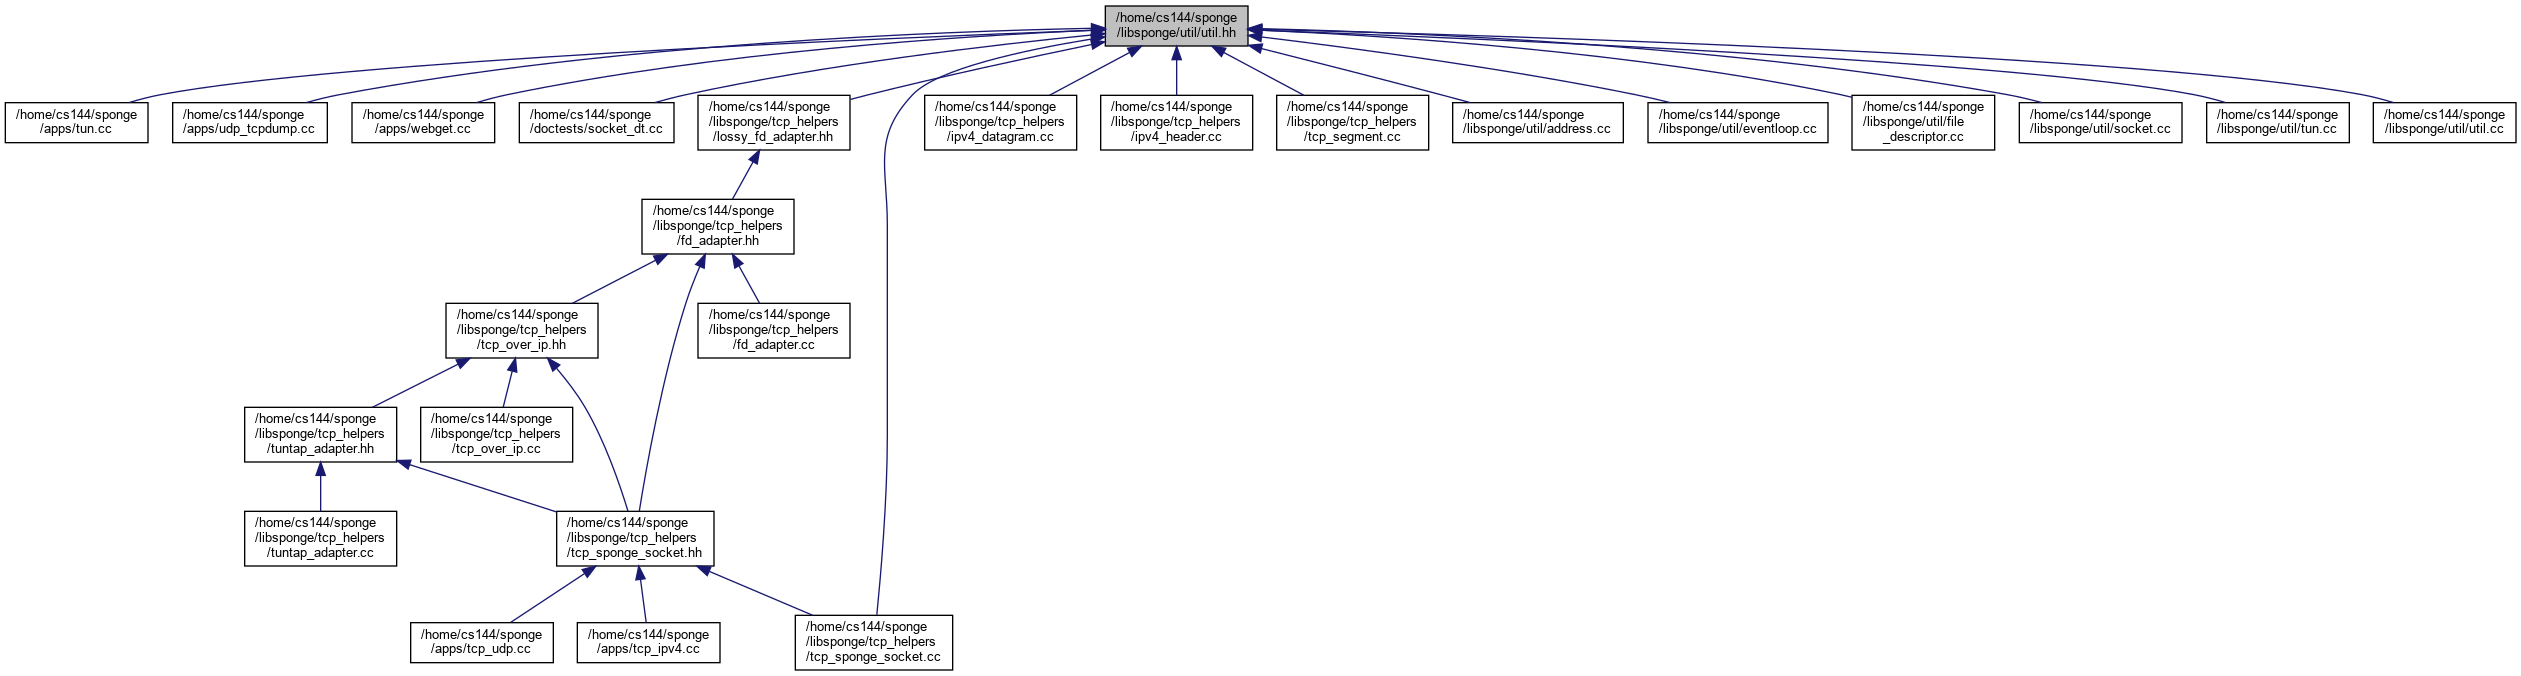 /home/cs144/sponge
/libsponge/util/util.hh
/home/cs144/sponge
/apps/tun.cc
/home/cs144/sponge
/apps/udp_tcpdump.cc
/home/cs144/sponge
/apps/webget.cc
/home/cs144/sponge
/doctests/socket_dt.cc
/home/cs144/sponge
/libsponge/tcp_helpers
/lossy_fd_adapter.hh
/home/cs144/sponge
/libsponge/tcp_helpers
/ipv4_datagram.cc
/home/cs144/sponge
/libsponge/tcp_helpers
/ipv4_header.cc
/home/cs144/sponge
/libsponge/tcp_helpers
/tcp_segment.cc
/home/cs144/sponge
/libsponge/util/address.cc
/home/cs144/sponge
/libsponge/util/eventloop.cc
/home/cs144/sponge
/libsponge/util/file
_descriptor.cc
/home/cs144/sponge
/libsponge/util/socket.cc
/home/cs144/sponge
/libsponge/util/tun.cc
/home/cs144/sponge
/libsponge/util/util.cc
/home/cs144/sponge
/libsponge/tcp_helpers
/fd_adapter.hh
/home/cs144/sponge
/libsponge/tcp_helpers
/tcp_over_ip.hh
/home/cs144/sponge
/libsponge/tcp_helpers
/fd_adapter.cc
/home/cs144/sponge
/libsponge/tcp_helpers
/tuntap_adapter.hh
/home/cs144/sponge
/libsponge/tcp_helpers
/tcp_over_ip.cc
/home/cs144/sponge
/libsponge/tcp_helpers
/tuntap_adapter.cc
/home/cs144/sponge
/libsponge/tcp_helpers
/tcp_sponge_socket.hh
/home/cs144/sponge
/apps/tcp_udp.cc
/home/cs144/sponge
/apps/tcp_ipv4.cc
/home/cs144/sponge
/libsponge/tcp_helpers
/tcp_sponge_socket.cc